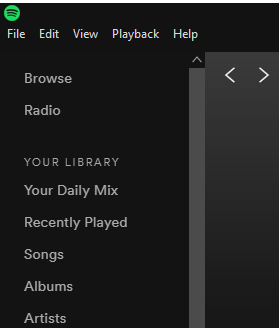 File Edit View Playback Help
Browse
Radio
YOUR LIBRARY
Your Daily Mix
Recently Played
Songs
Albums
Artists